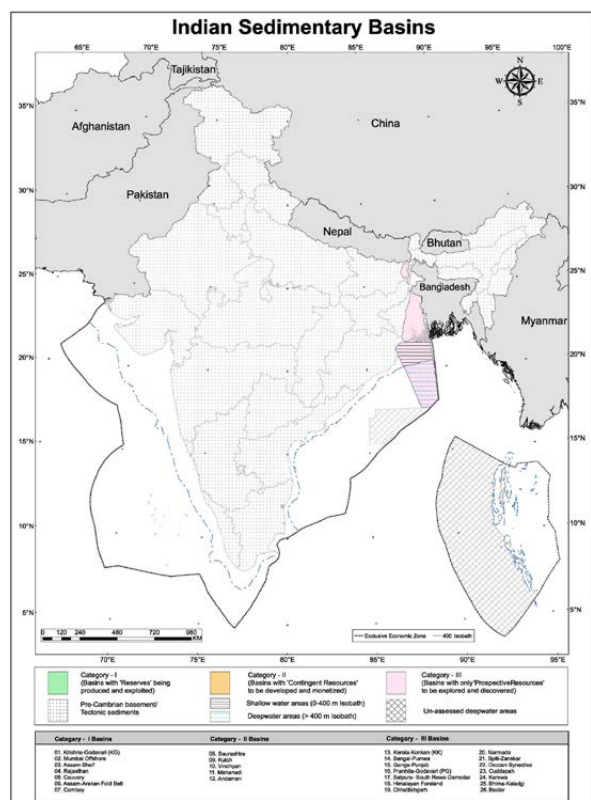 Indian Sedimentary Basins
65°E 70°E 75°E 80°E 85°E 90°E 95°E 100°E
N
W E
S
Tajikistan
35°N 35°N
Afghanistan
China
Pakistan
30°N 30°N
Nepal
Bhutan
25°N 25°N
Bangladesh
Myanmar
20°N 20°N
15°N 15°N
10°N 10°N
5°N 5°N
0 120 240 480 720 960
KM
Exclusive Economic Zone 400 Isobath
70°E 75°E 80°E 85°E 90°E 95°E
Category - I
(Basins with 'Reserves' being
produced and exploited)
Category - II
(Basins with 'Contingent Resources'
to be developed and monetized)
Category - III
(Basins with only'ProspectiveResources'
to be explored and discovered)
Pre-Cambrian basement/
Tectonic sediments
Shallow water areas (0-400 m Isobath)
Deepwater areas (> 400 m Isobath)
Un-assessed deepwater areas
Category - I Basins
01. Krishna-Godavari (KG)
02. Mumbai Offshore
03. Assam-Shelf
04. Rajasthan
05. Cauvery
06. Assam-Arakan Fold Belt
07. Cambay
Category - II Basins
08. Saurashtra
09. Kutch
10. Vindhyan
11. Mahanadi
12. Andaman
Category - III Basins
13. Kerala-Konkan (KK)
14. Bengal-Purnea
15. Ganga-Punjab
16. Pranhita-Godavari (PG)
17. Satpura- South Rewa-Damodar
18. Himalayan Foreland
19. Chhattishgarh
20. Narmada
21. Spiti-Zanskar
22. Deccan Syneclise
23. Cuddapah
24. Karewa
25. Bhima-Kaladgi
26. Bastar